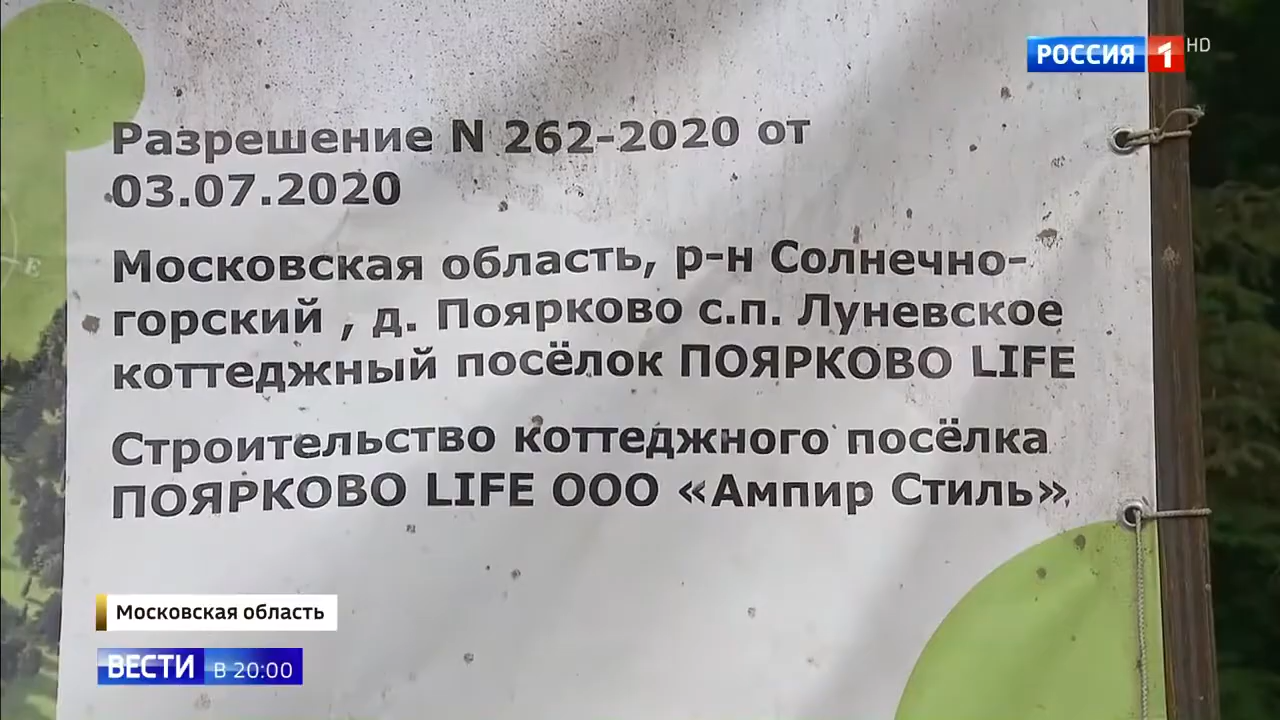 РОССИЯ 1 HD
Разрешение N 262-2020 от
03.07.2020
Московская область, р-н Солнечно-
горский , д. Поярково с.п. Луневское
коттеджный посёлок ПОЯРКОВО LIFE
Строительство коттеджного посёлка
ПОЯРКОВО LIFE ООО «Ампир Стиль»
E
Московская область
ВЕСТИ В 20:00